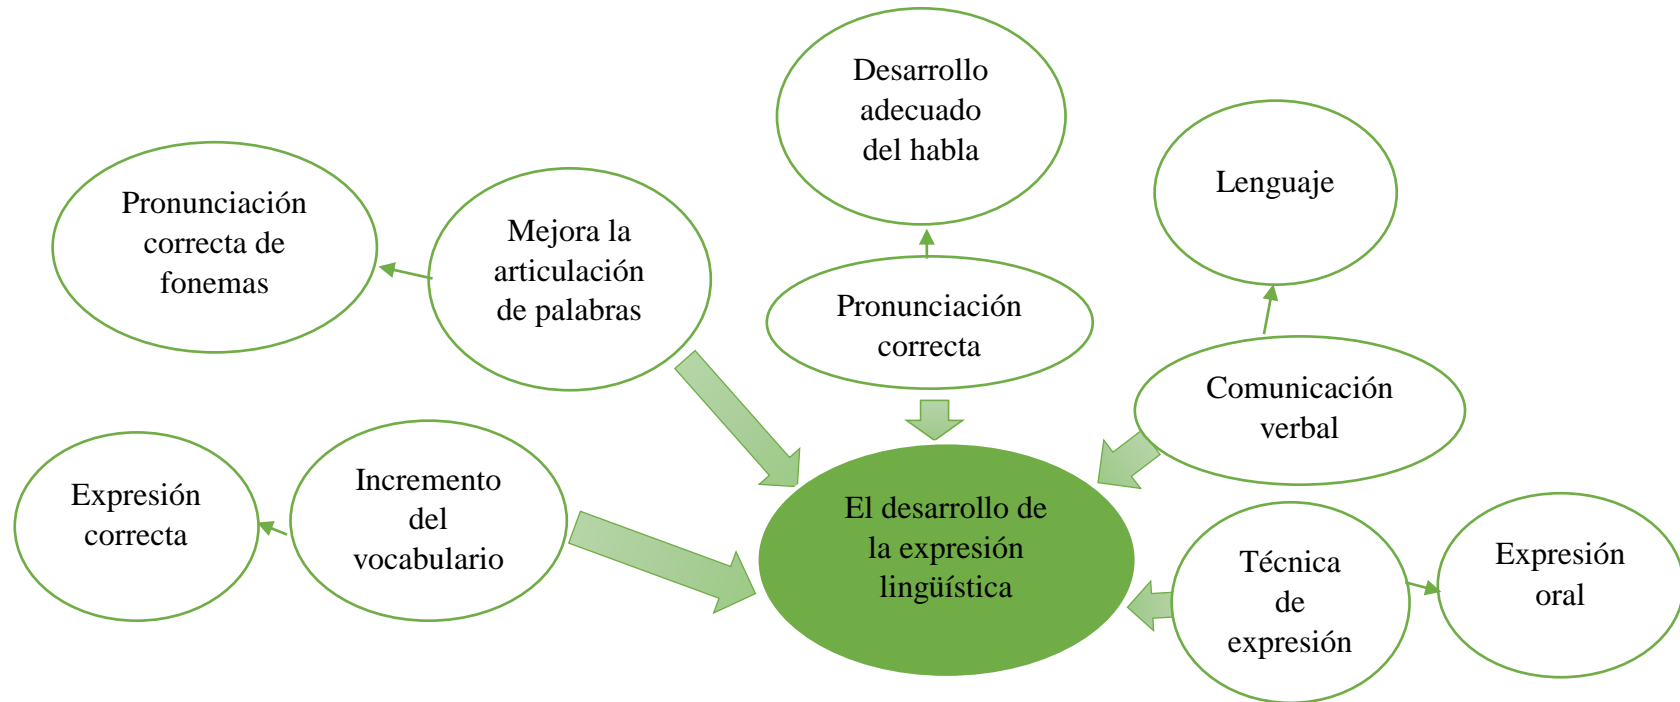 Desarrollo
adecuado
del habla
Lenguaje
Pronunciación
correcta de
fonemas
Mejora la
articulación
de palabras
Pronunciación
correcta
Comunicación
verbal
Expresión
correcta
Incremento
del
vocabulario
El desarrollo de
la expresión
lingüística
Técnica
de
expresión
Expresión
oral